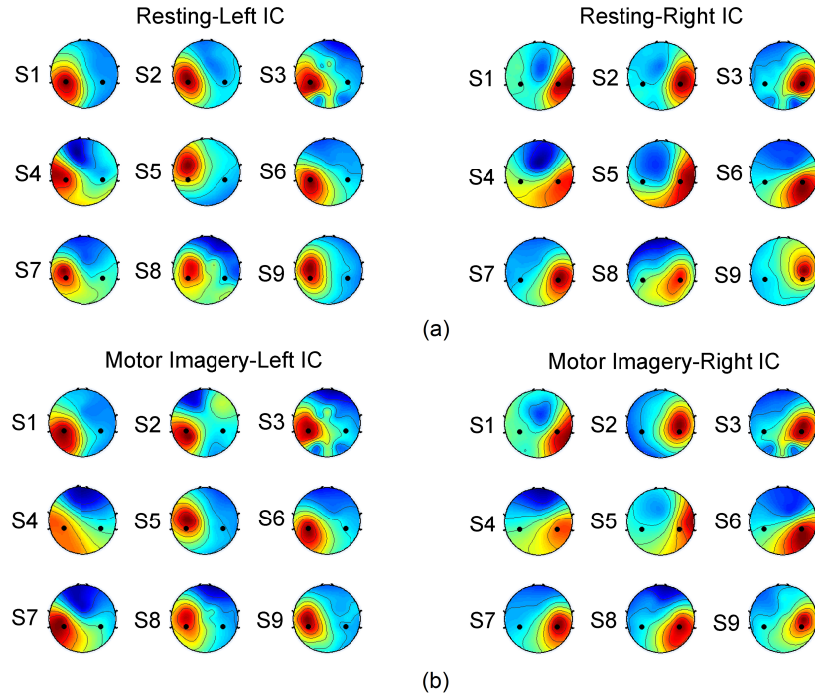 Resting-Left IC
Resting-Right IC
S1 S2 S3 S1 S2 S3
S4 S5 S6 S4 S5 S6
S7 S8 S9 S7 S8 S9
(a)
Motor Imagery-Left IC
Motor Imagery-Right IC
S1 S2 S3 S1 S2 S3
S4 S5 S6 S4 S5 S6
S7 S8 S9 S7 S8 S9
(b)